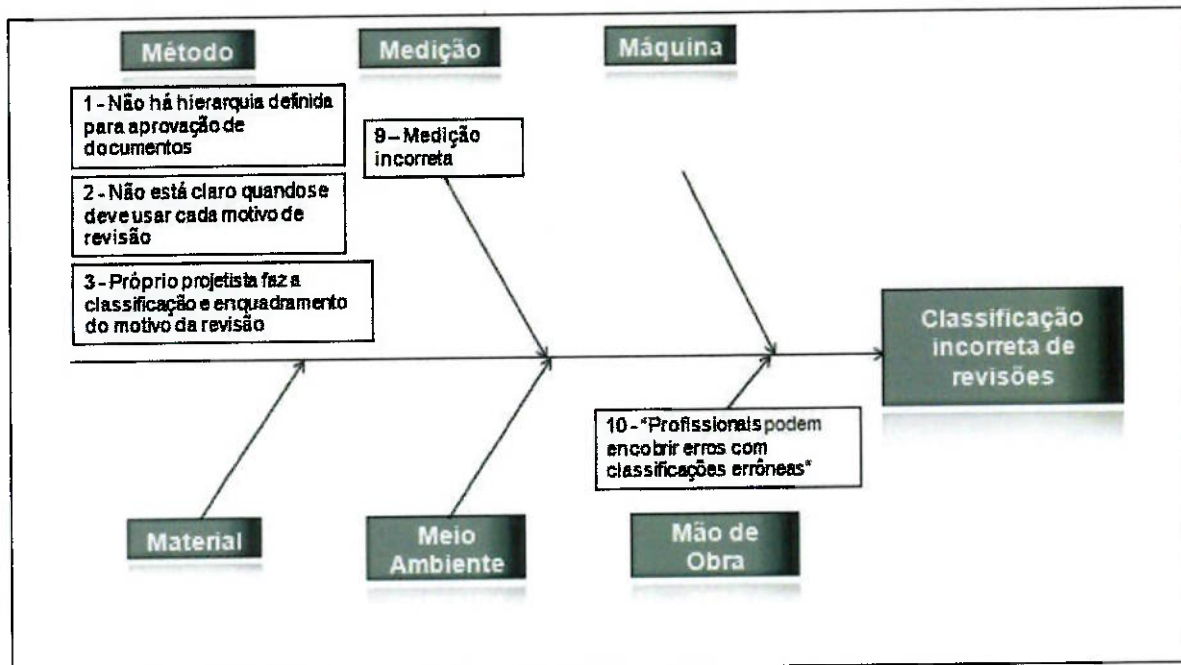 Método
Medição
Máquina
1 - Não há hierarquia definida
para aprovação de
documentos
2 - Não está claro quando se
deve usar cada motivo de
revisão
3 - Próprio projetista faz a
classificação e enquadramento
do motivo da revisão
9 – Medição
incorreta
Classificação
incorreta de
revisões
10 - "Profissionais podem
encobrir erros com
classificações errôneas"
Material
Meio
Ambiente
Mão de
Obra